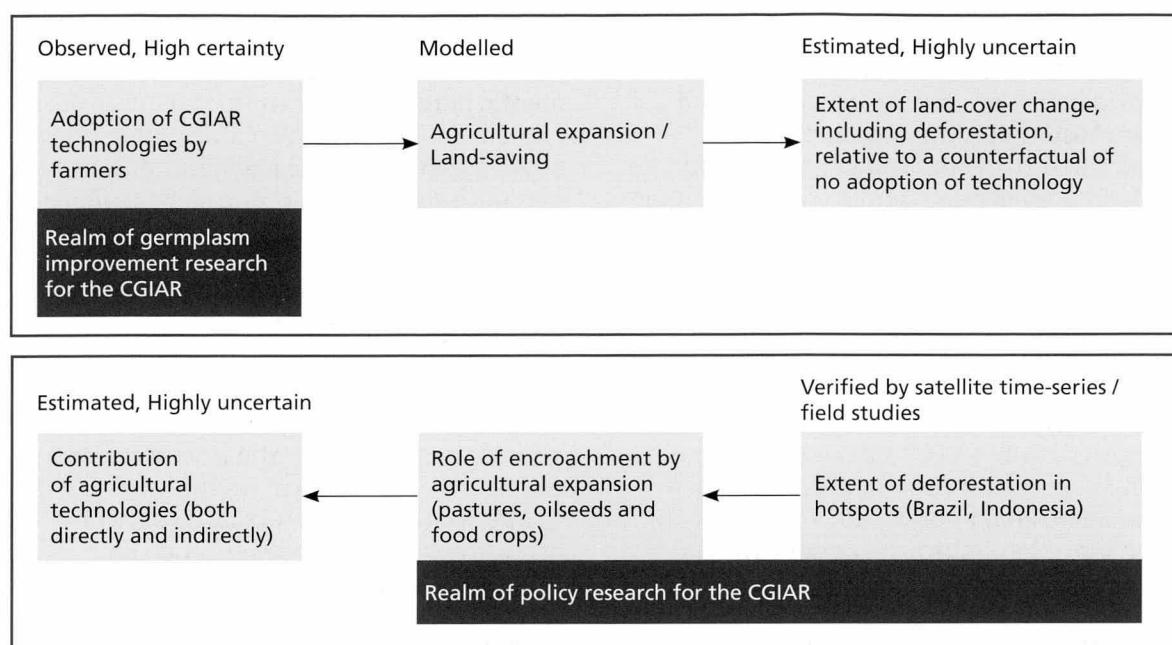 Observed, High certainty
Modelled
Estimated, Highly uncertain
Adoption of CGIAR
technologies by
farmers
Agricultural expansion /
Land-saving
Extent of land-cover change,
including deforestation,
relative to a counterfactual of
no adoption of technology
Realm of germplasm
improvement research
for the CGIAR
Estimated, Highly uncertain
Verified by satellite time-series /
field studies
Contribution
of agricultural
technologies (both
directly and indirectly)
Role of encroachment by
agricultural expansion
(pastures, oilseeds and
food crops)
Extent of deforestation in
hotspots (Brazil, Indonesia)
Realm of policy research for the CGIAR